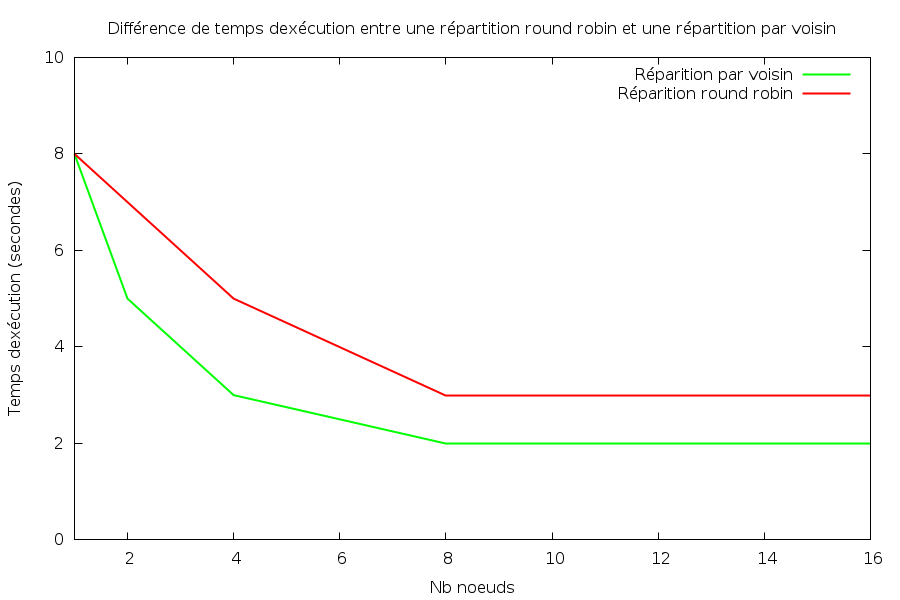 Différence de temps dexécution entre une répartition round robin et une répartition par voisin
10
Réparition par voisin
Réparition round robin
8
6
4
2
0
Temps dexécution (secondes)
2 4 6 8 10 12 14 16
Nb noeuds